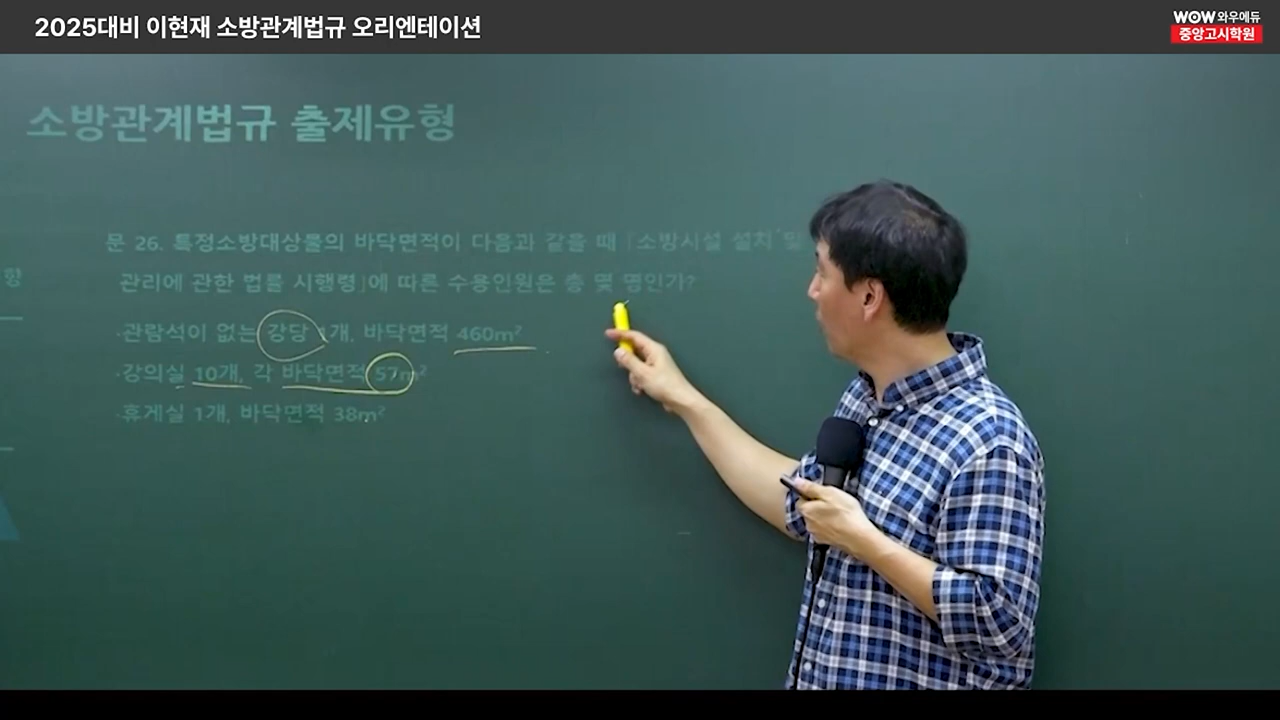 2025대비 이현재 소방관계법규 오리엔테이션
WOW 와우에듀
중앙고시학원
소방관계법규 출제유형
문 26. 특정소방대상물의 바닥면적이 다음과 같을 때 「소방시설 설치 및
관리에 관한 법률 시행령」에 따른 수용인원은 총 몇 명인가?
·관람석이 없는 강당 1개, 바닥면적 460m²
·강의실 10개, 각 바닥면적 57m²
·휴게실 1개, 바닥면적 38m²
항